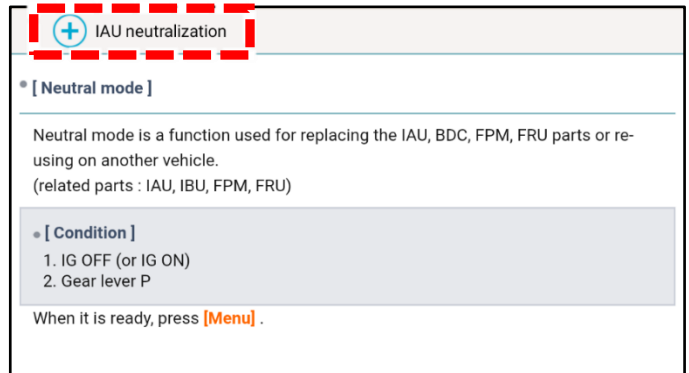 IAU neutralization
[ Neutral mode ]
Neutral mode is a function used for replacing the IAU, BDC, FPM, FRU parts or re-
using on another vehicle.
(related parts : IAU, IBU, FPM, FRU)
[ Condition ]
1. IG OFF (or IG ON)
2. Gear lever P
When it is ready, press [Menu] .